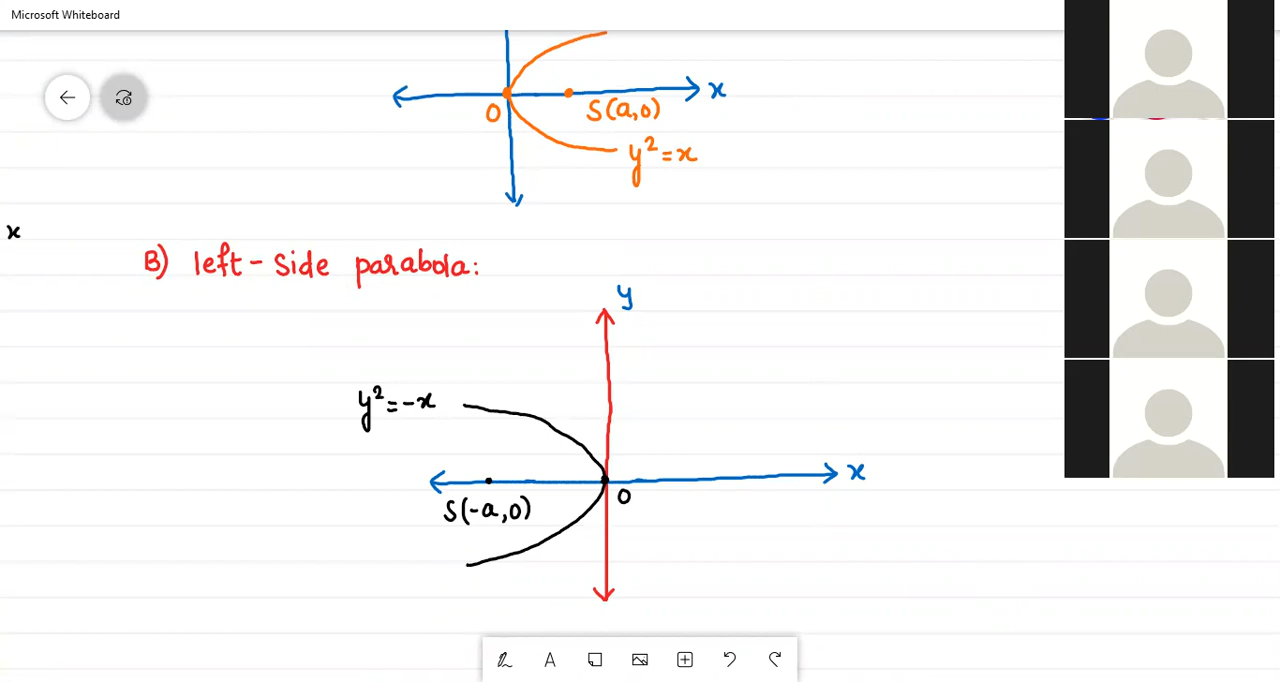 Microsoft Whiteboard
x
O
S(a,0)
y²=x
x
B) left-side parabola:
y
y²=-x
x
S(-a,0)
O
A